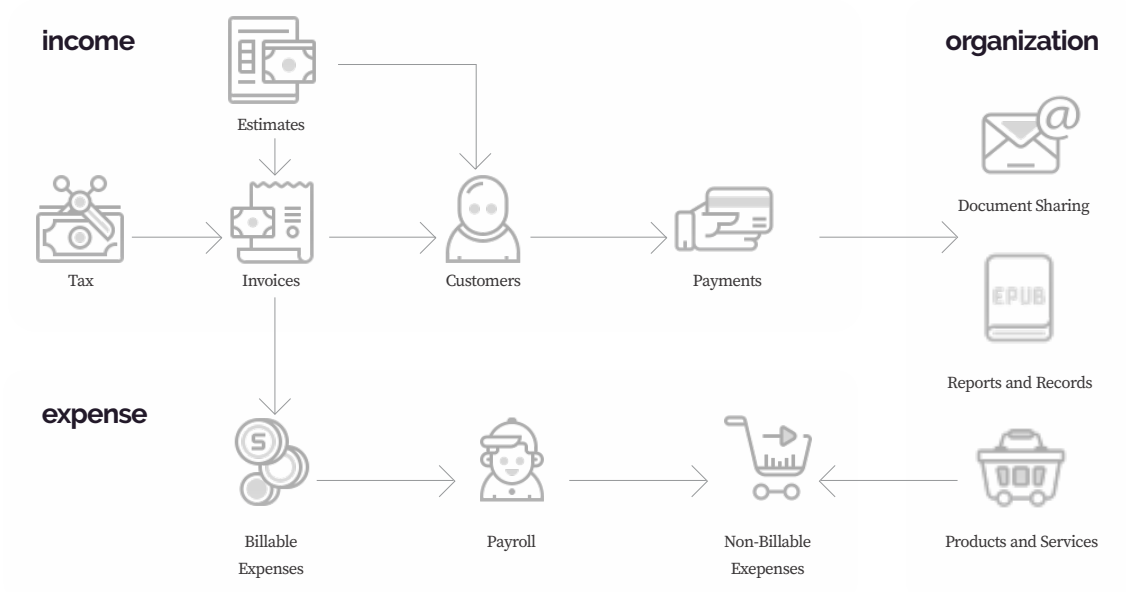 income
organization
Estimates
Document Sharing
Tax
Invoices
Customers
Payments
EPUB
Reports and Records
expense
S
Billable
Expenses
Payroll
Non-Billable
Exepenses
Products and Services